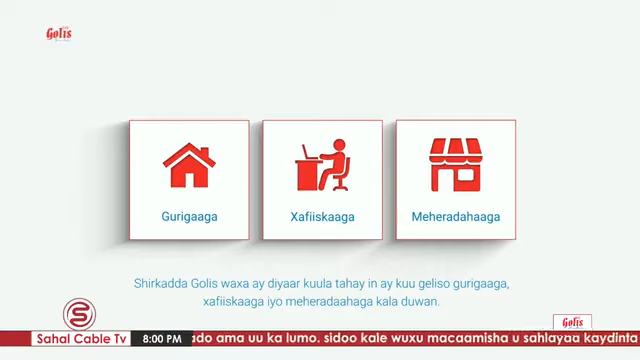 Golis
Gurigaaga
Xafiiskaaga
Meheradahaaga
Shirkadda Golis waxa ay diyaar kuula tahay in ay kuu geliso gurigaaga,
xafiiskaaga iyo meheradaahaga kala duwan.
Golis
Sahal Cable Tv
8:00 PM
ado ama uu ka lumo. sidoo kale wuxu macaamisha u sahlayaa kaydinta